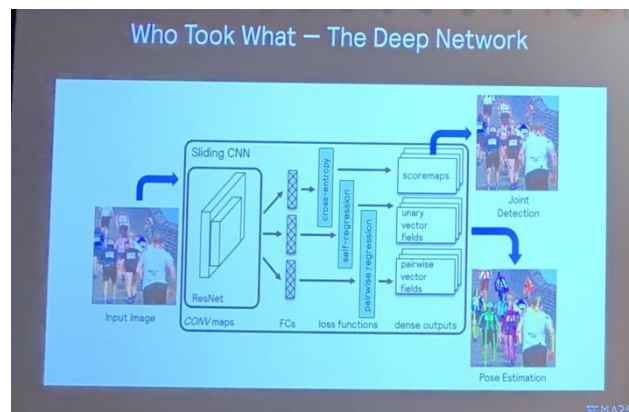 Who Took What — The Deep Network
Sliding CNN
ResNet
cross-entropy
self-regression
pairwise regression
scoremaps
unary
vector
fields
pairwise
vector
fields
Joint
Detection
Input Image
CONV maps
FCs
loss functions
dense outputs
Pose Estimation